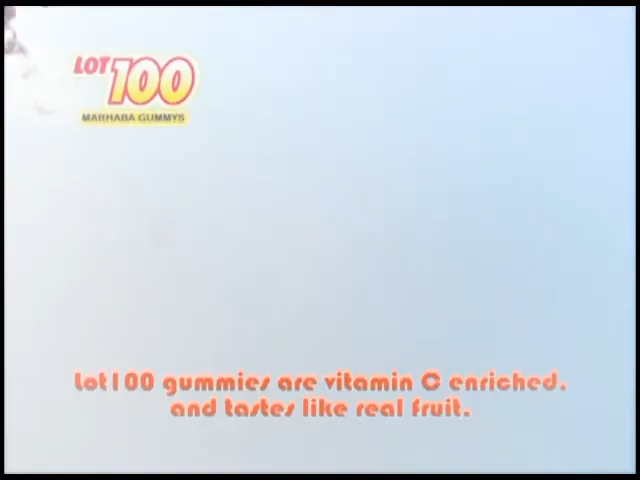 LOT 100
MARHABA GUMMYS
Lot100 gummies are vitamin C enriched.
and tastes like real fruit.